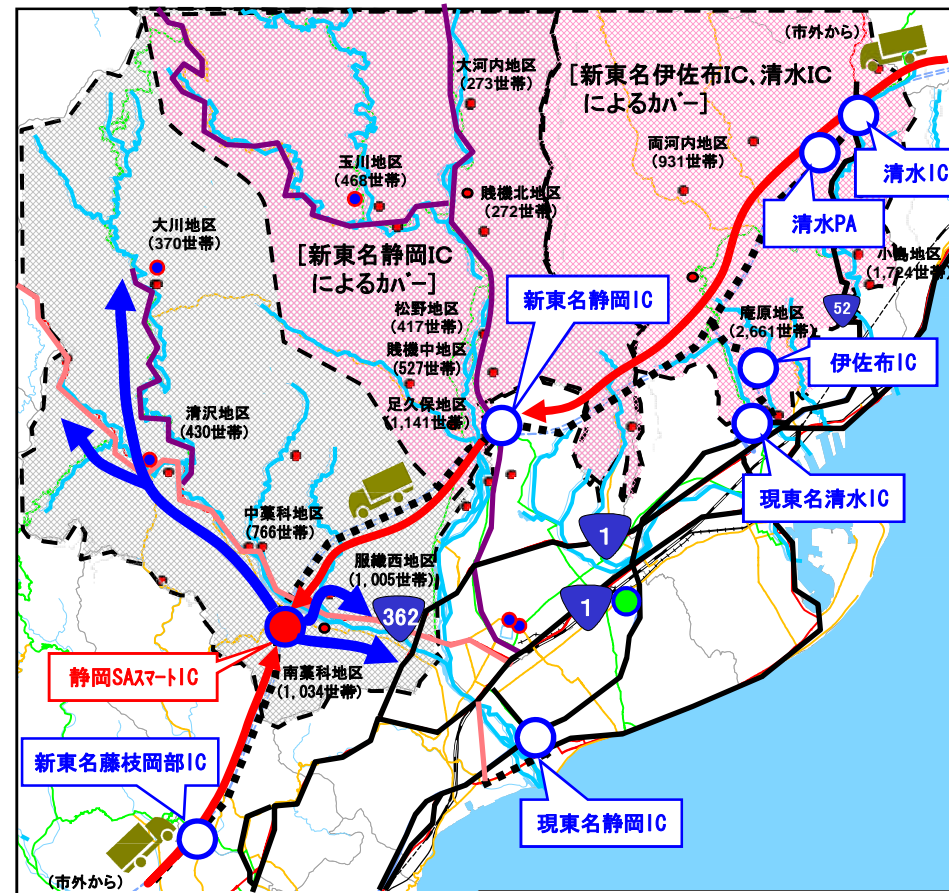 (市外から)
大河内地区
(273世帯)
[新東名伊佐布IC、清水IC
によるカバー]
両河内地区
(931世帯)
清水IC
清水PA
玉川地区
(468世帯)
賎機北地区
(272世帯)
大川地区
(370世帯)
[新東名静岡IC
によるカバー]
小島地区
(1,724世帯)
新東名静岡IC
松野地区
(417世帯)
賎機中地区
(527世帯)
足久保地区
(1,141世帯)
52
庵原地区
(2,661世帯)
伊佐布IC
清沢地区
(430世帯)
現東名清水IC
中藁科地区
(766世帯)
服織西地区
(1,005世帯)
1
1
362
静岡SAスマートIC
南藁科地区
(1,034世帯)
新東名藤枝岡部IC
現東名静岡IC
(市外から)